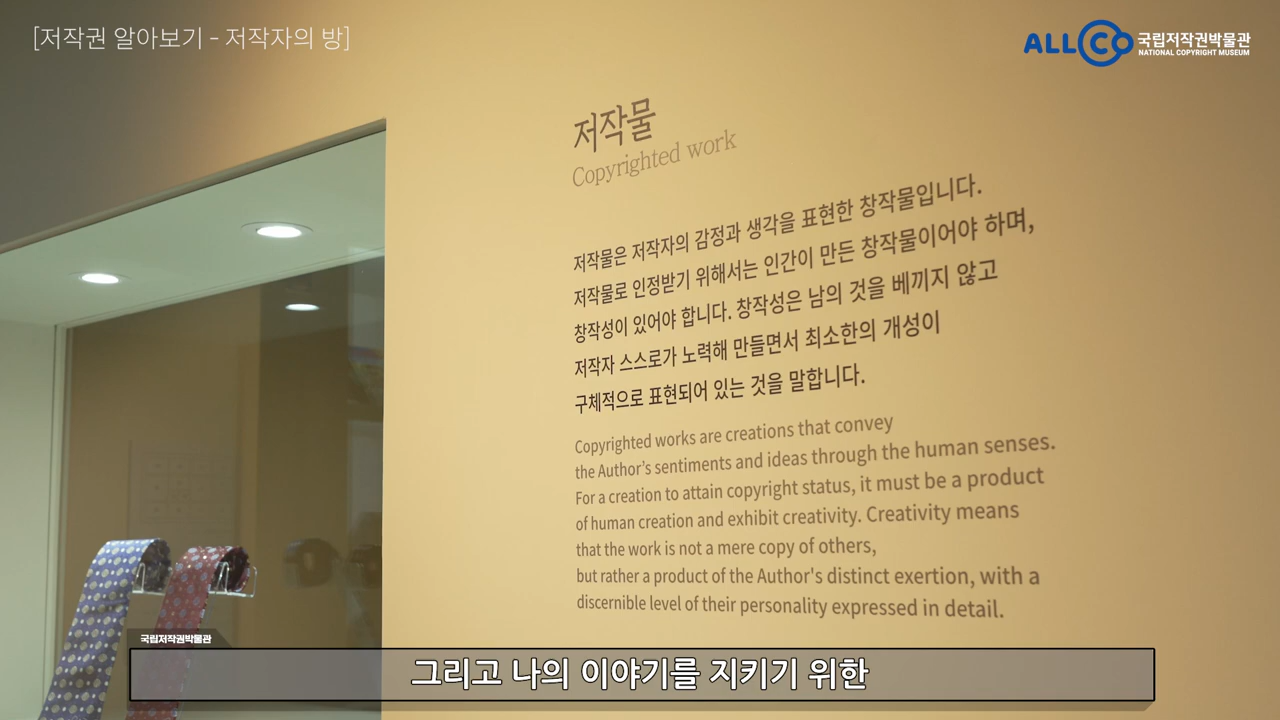 [저작권 알아보기 - 저작자의 방]
ALLCO 국립저작권박물관
NATIONAL COPYRIGHT MUSEUM
저작물
Copyrighted work
저작물은 저작자의 감정과 생각을 표현한 창작물입니다.
저작물로 인정받기 위해서는 인간이 만든 창작물이어야 하며,
창작성이 있어야 합니다. 창작성은 남의 것을 베끼지 않고
저작자 스스로가 노력해 만들면서 최소한의 개성이
구체적으로 표현되어 있는 것을 말합니다.
Copyrighted works are creations that convey
the Author's sentiments and ideas through the human senses.
For a creation to attain copyright status, it must be a product
of human creation and exhibit creativity. Creativity means
that the work is not a mere copy of others,
but rather a product of the Author's distinct exertion, with a
discernible level of their personality expressed in detail.
국립저작권박물관
그리고 나의 이야기를 지키기 위한